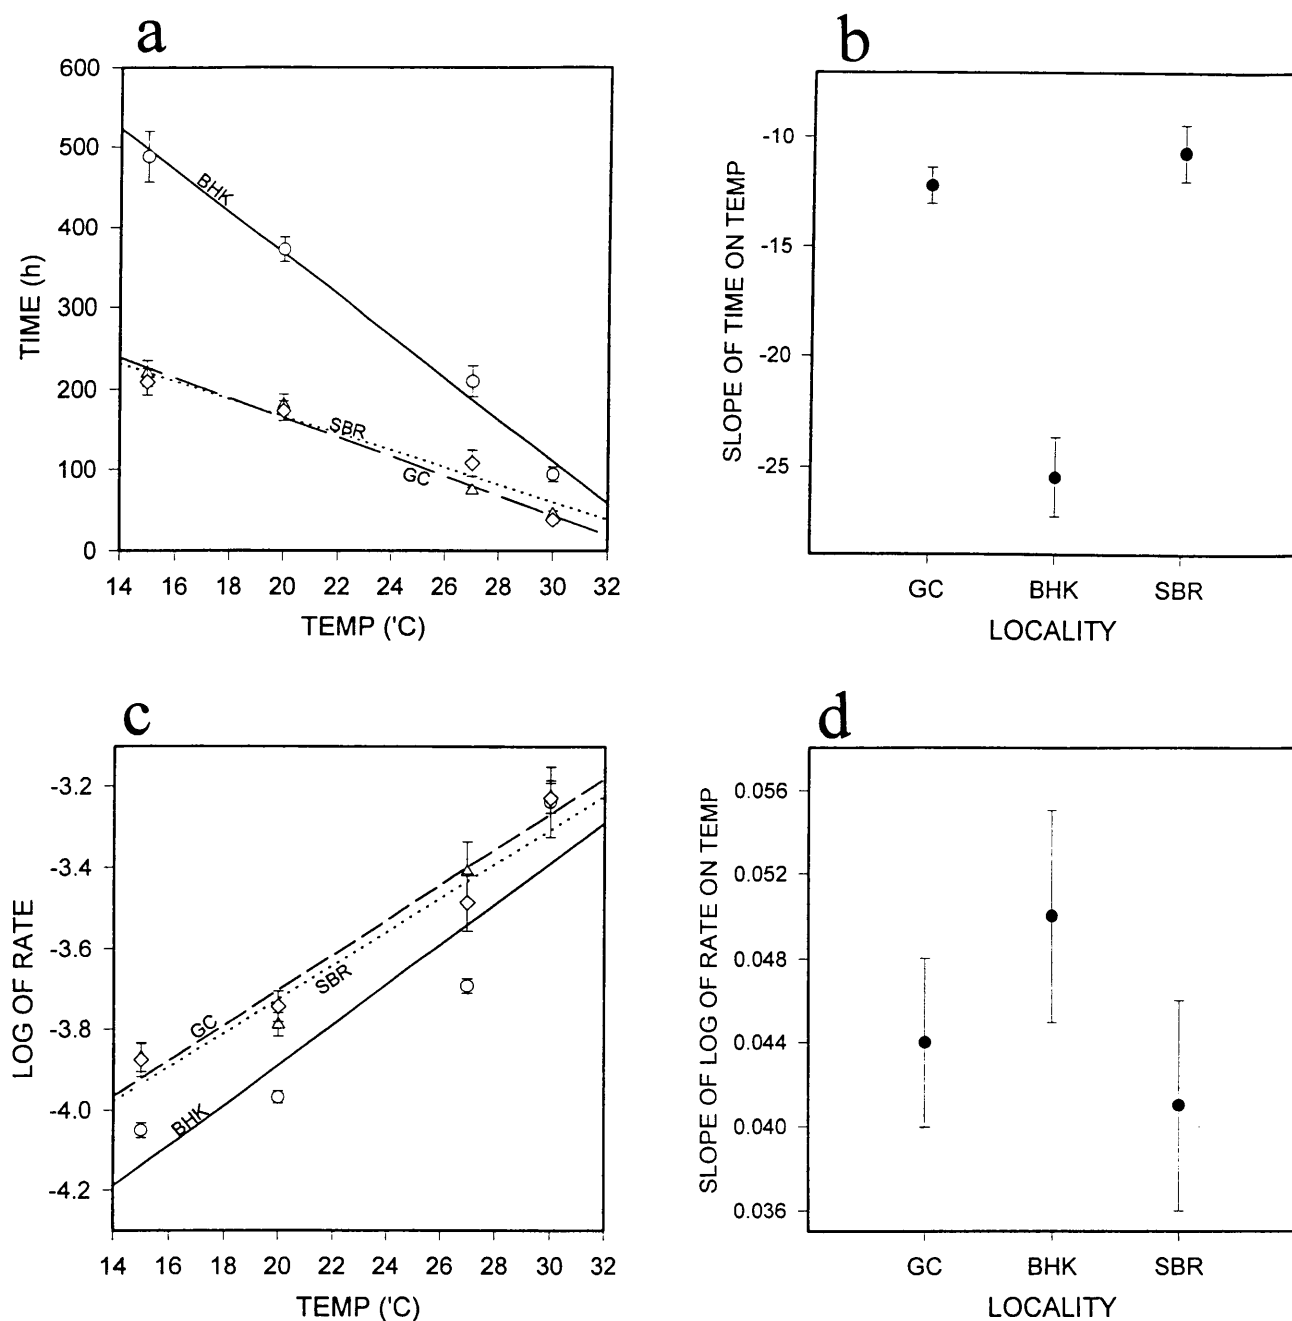 a
600
500
400
300
200
100
0
TIME (h)
BHK
SBR
GC
14 16 18 20 22 24 26 28 30 32
TEMP ('C)
b
-10
-15
-20
-25
SLOPE OF TIME ON TEMP
GC BHK SBR
LOCALITY
c
-3.2
-3.4
-3.6
-3.8
-4.0
-4.2
LOG OF RATE
GC
SBR
BHK
14 16 18 20 22 24 26 28 30 32
TEMP ('C)
d
0.056
0.052
0.048
0.044
0.040
0.036
SLOPE OF LOG OF RATE ON TEMP
GC BHK SBR
LOCALITY